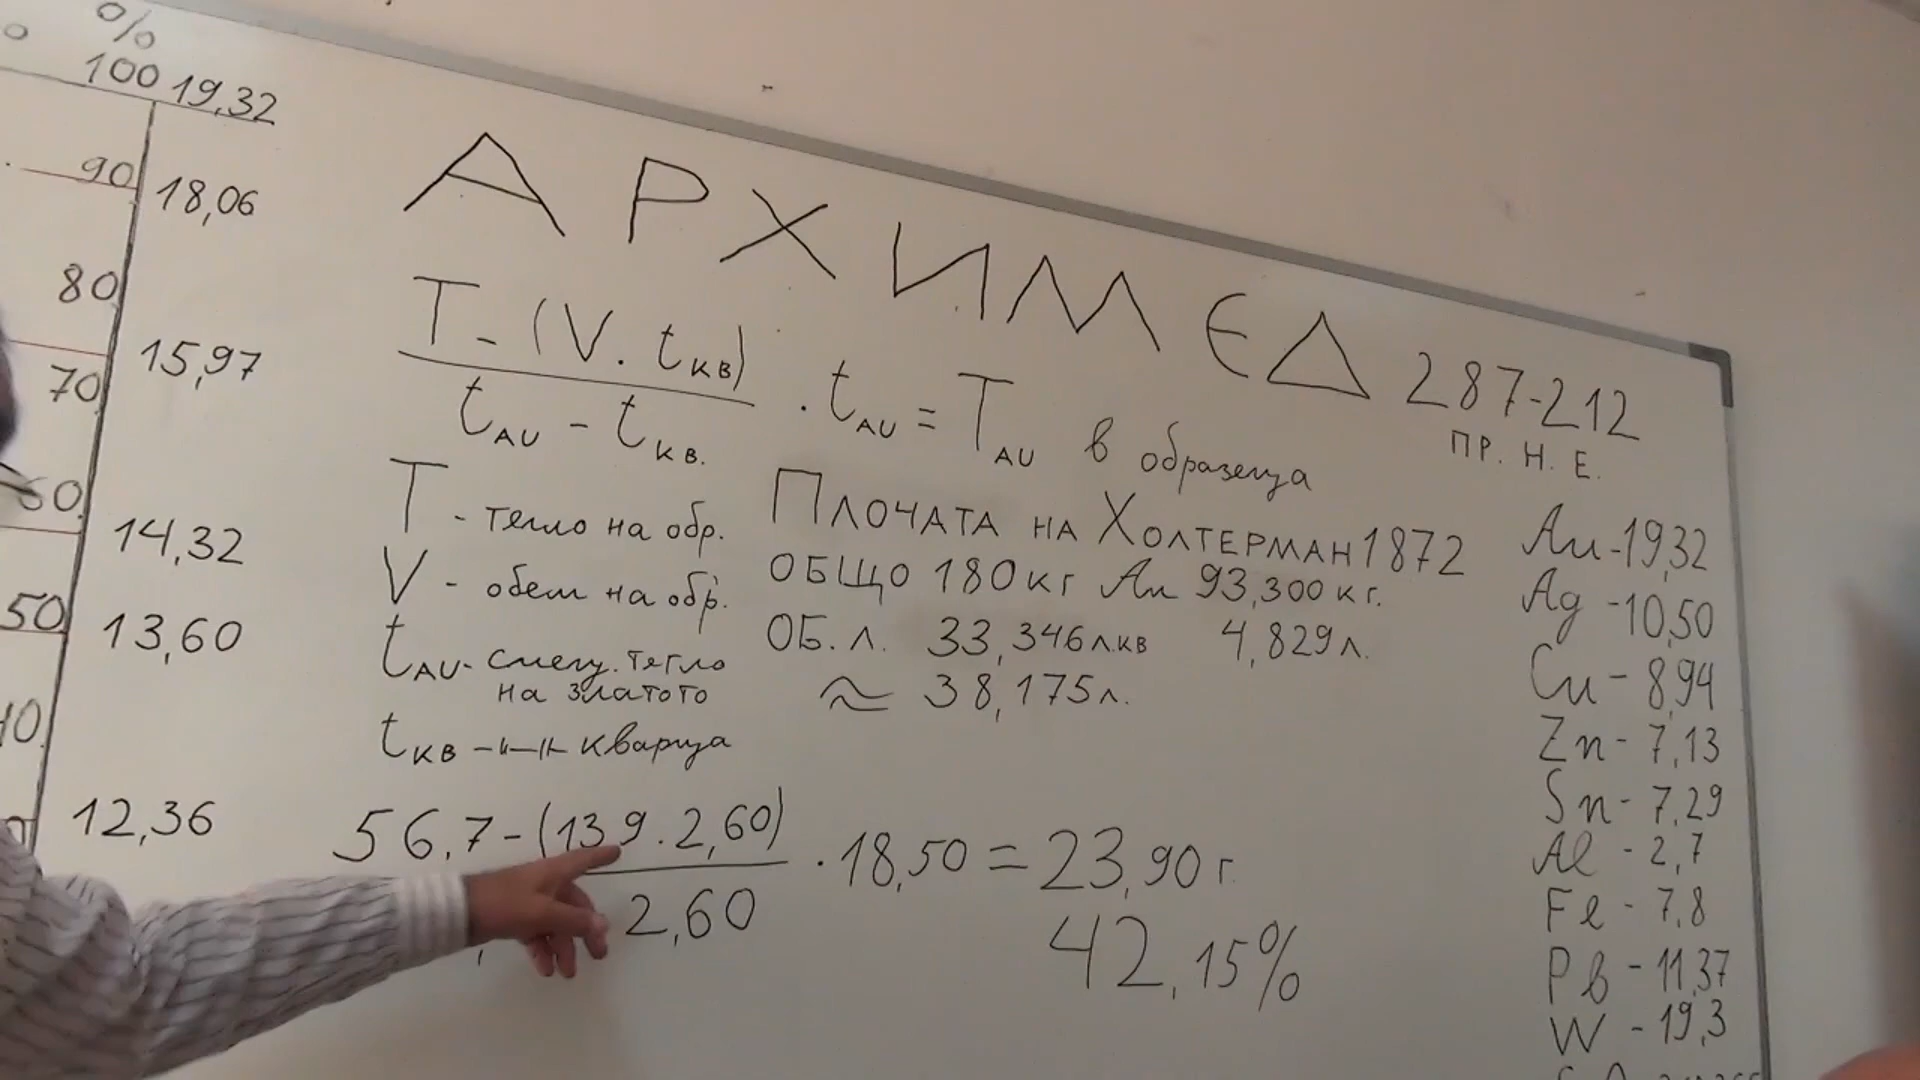 %
100 19,32
90 18,06
80
70 15,97
60 14,32
50 13,60
12,36
АРХИМЕД 287-212
ПР. Н. Е.
T - (V . tкв)
tAU - tкв. . tAU = TAU в образеца
T - тегло на обр.
V - обем на обр.
tAU - специ. тегло
на златото
tкв -"-"- кварца
ПЛОЧАТА НА ХОЛТЕРМАН 1872
ОБЩО 180 кг Au 93,300 кг.
ОБ. Л. 33,346 л.кв 4,829 л.
≈ 38,175 л.
56,7 - (13,9 . 2,60)
2,60 . 18,50 = 23,90 г.
42,15%
Au - 19,32
Ag - 10,50
Cu - 8,94
Zn - 7,13
Sn - 7,29
Al - 2,7
Fe - 7,8
Pb - 11,37
W - 19,3